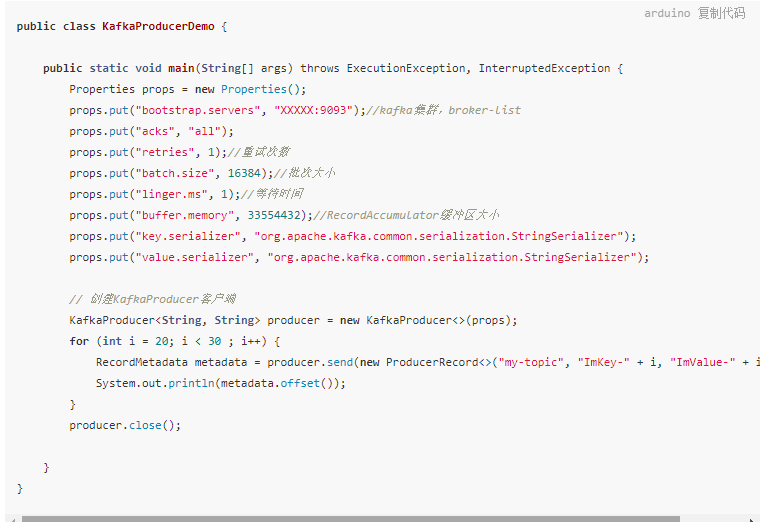 arduino 复制代码
public class KafkaProducerDemo {
    public static void main(String[] args) throws ExecutionException, InterruptedException {
        Properties props = new Properties();
        props.put("bootstrap.servers", "XXXXX:9093");//kafka集群，broker-list
        props.put("acks", "all");
        props.put("retries", 1);//重试次数
        props.put("batch.size", 16384);//批次大小
        props.put("linger.ms", 1);//等待时间
        props.put("buffer.memory", 33554432);//RecordAccumulator缓冲区大小
        props.put("key.serializer", "org.apache.kafka.common.serialization.StringSerializer");
        props.put("value.serializer", "org.apache.kafka.common.serialization.StringSerializer");
        // 创建KafkaProducer客户端
        KafkaProducer<String, String> producer = new KafkaProducer<>(props);
        for (int i = 20; i < 30 ; i++) {
            RecordMetadata metadata = producer.send(new ProducerRecord<>("my-topic", "ImKey-" + i, "ImValue-" + i
            System.out.println(metadata.offset());
        }
        producer.close();
    }
}